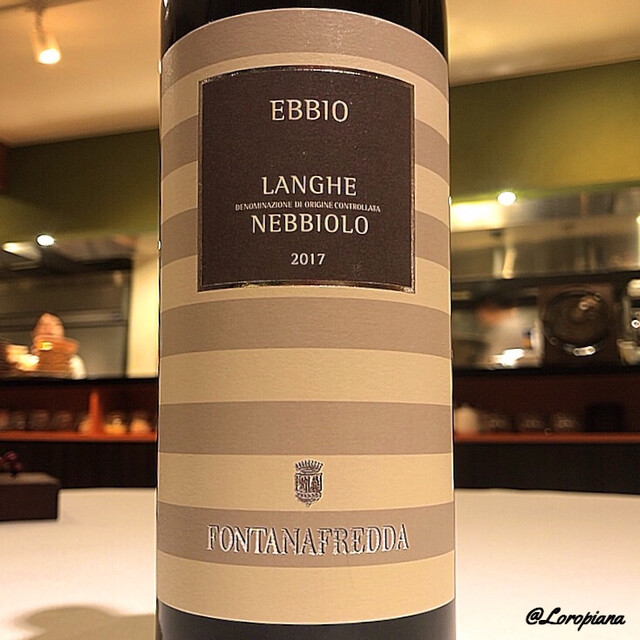 EBBIO
LANGHE
DENOMINAZIONE DI ORIGINE CONTROLLATA
NEBBIOLO
2017
FONTANAFREDDA
@Loropiana